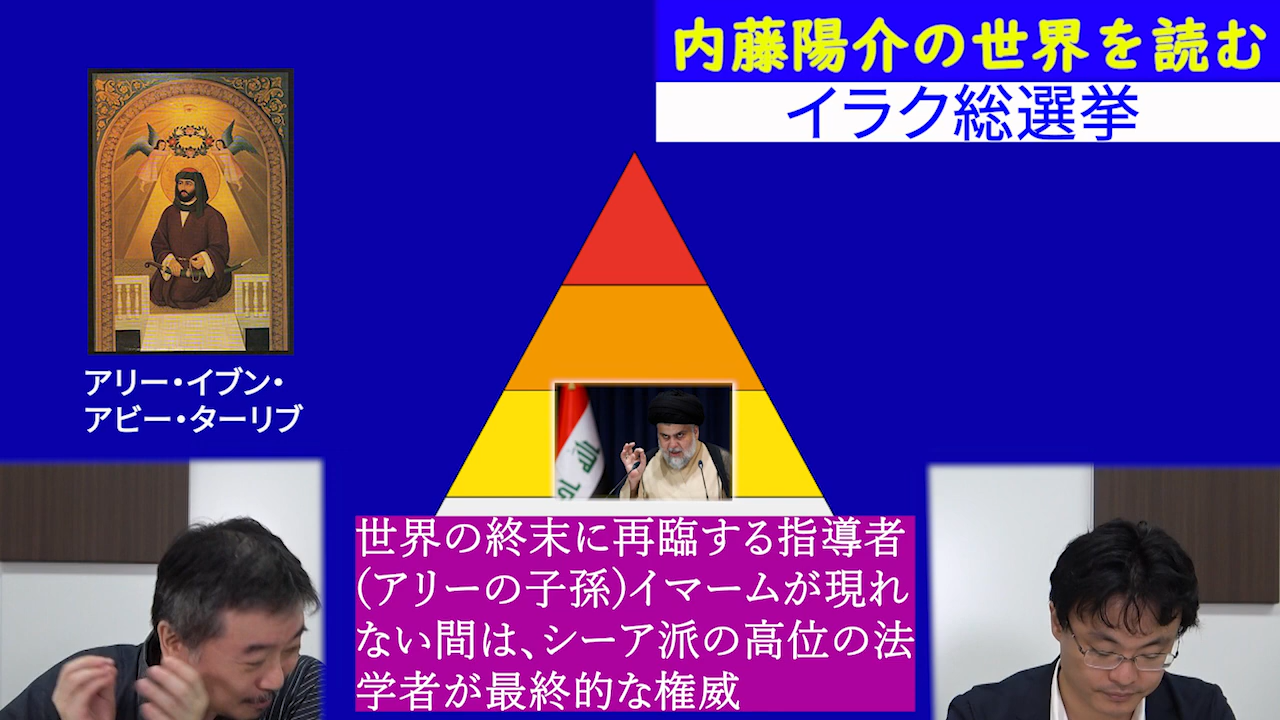 内藤陽介の世界を読む
イラク総選挙
アリー・イブン・
アビー・ターリブ
世界の終末に再臨する指導者
(アリーの子孫)イマームが現れ
ない間は、シーア派の高位の法
学者が最終的な権威